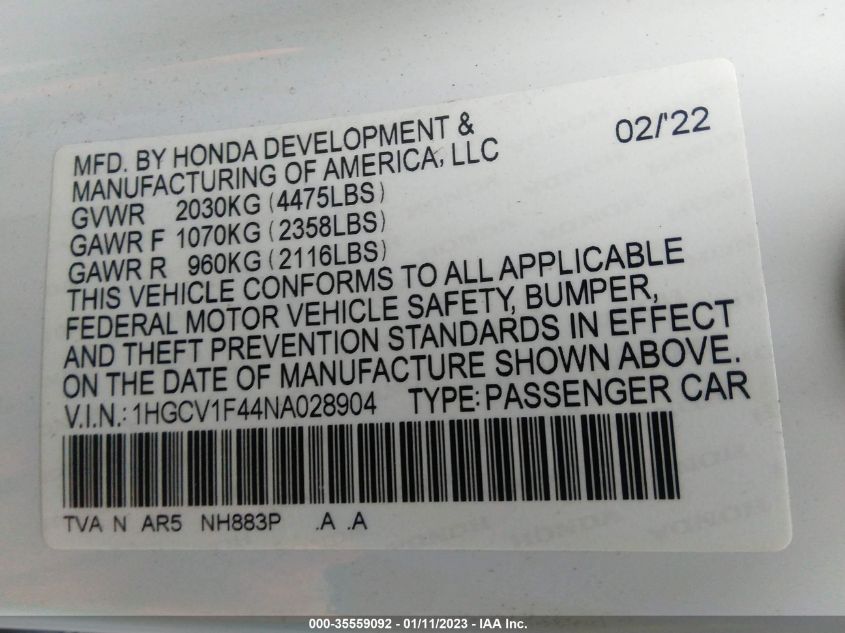 MFD. BY HONDA DEVELOPMENT & 02/'22
MANUFACTURING OF AMERICA, LLC
GVWR 2030KG (4475LBS)
GAWR F 1070KG (2358LBS)
GAWR R 960KG (2116LBS)
THIS VEHICLE CONFORMS TO ALL APPLICABLE
FEDERAL MOTOR VEHICLE SAFETY, BUMPER,
AND THEFT PREVENTION STANDARDS IN EFFECT
ON THE DATE OF MANUFACTURE SHOWN ABOVE.
V.I.N.: 1HGCV1F44NA028904 TYPE: PASSENGER CAR
TVA N AR5 NH883P .A .A
HONDA HONDA HONDA
000-35559092 - 01/11/2023 - IAA Inc.